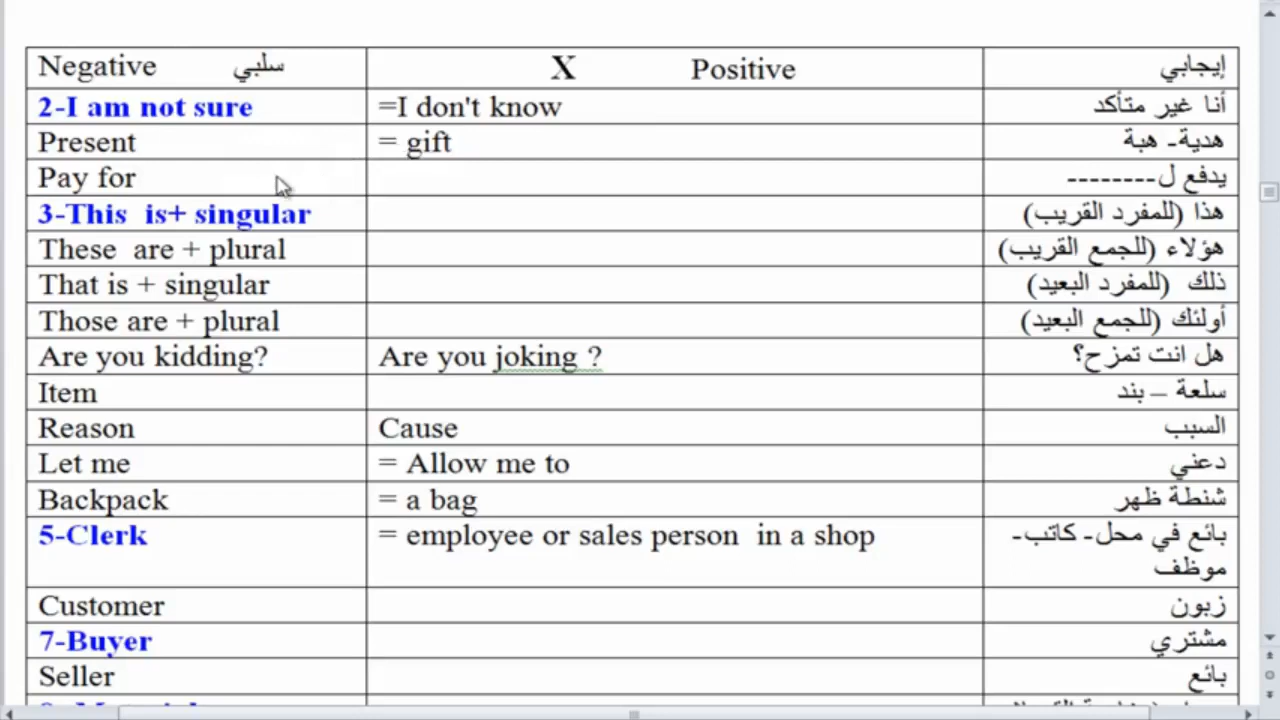 Negative سلبي X Positive إيجابي
2-I am not sure =I don't know أنا غير متأكد
Present = gift هدية- هبة
Pay for يدفع ل--------
3-This is+ singular هذا (للمفرد القريب)
These are + plural هؤلاء (للجمع القريب)
That is + singular ذلك (للمفرد البعيد)
Those are + plural أولئك (للجمع البعيد)
Are you kidding? Are you joking ? هل انت تمزح؟
Item سلعة – بند
Reason Cause السبب
Let me = Allow me to دعني
Backpack = a bag شنطة ظهر
5-Clerk = employee or sales person in a shop بائع في محل- كاتب-
موظف
Customer زبون
7-Buyer مشتري
Seller بائع